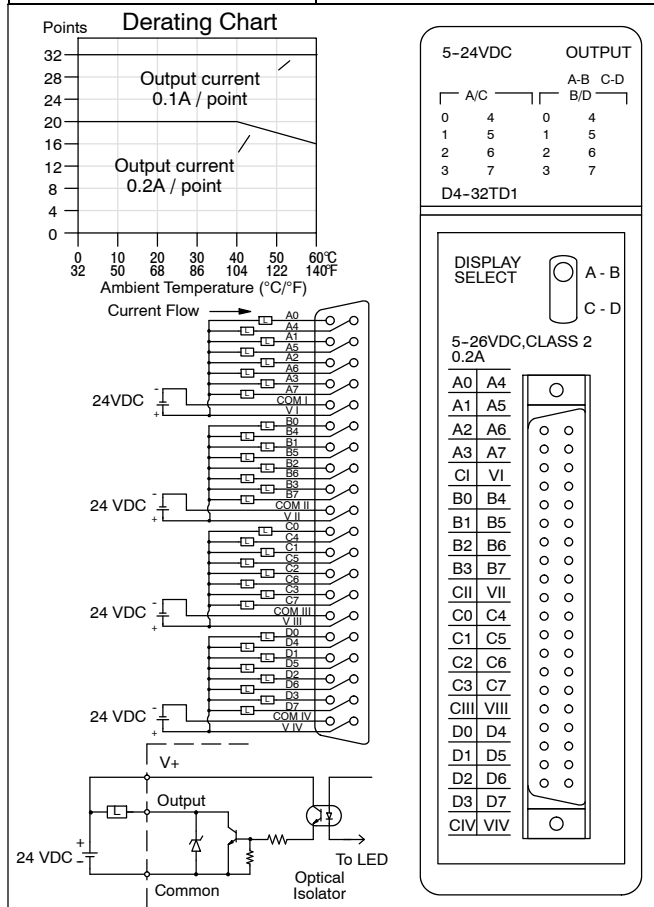 Derating Chart
Points
32
28
24
20
16
12
8
4
0
Output current
0.1A / point
Output current
0.2A / point
0 10 20 30 40 50 60°C
32 50 68 86 104 122 140°F
Ambient Temperature (°C/°F)
Current Flow
L A0
L A4
L A1
L A5
L A2
L A6
L A3
L A7
COM I
V I
24VDC - +
L B0
L B4
L B1
L B5
L B2
L B6
L B3
L B7
COM II
V II
24 VDC - +
L C0
L C4
L C1
L C5
L C2
L C6
L C3
L C7
COM III
V III
24 VDC - +
L D0
L D4
L D1
L D5
L D2
L D6
L D3
L D7
COM IV
V IV
24 VDC - +
V+
L
Output
+
24 VDC -
Common
Optical
Isolator
To LED
5-24VDC OUTPUT
A-B C-D
A/C B/D
0 4 0 4
1 5 1 5
2 6 2 6
3 7 3 7
D4-32TD1
DISPLAY
SELECT
A - B
C - D
5-26VDC,CLASS 2
0.2A
A0 A4
A1 A5
A2 A6
A3 A7
CI VI
B0 B4
B1 B5
B2 B6
B3 B7
CII VII
C0 C4
C1 C5
C2 C6
C3 C7
CIII VIII
D0 D4
D1 D5
D2 D6
D3 D7
CIV VIV